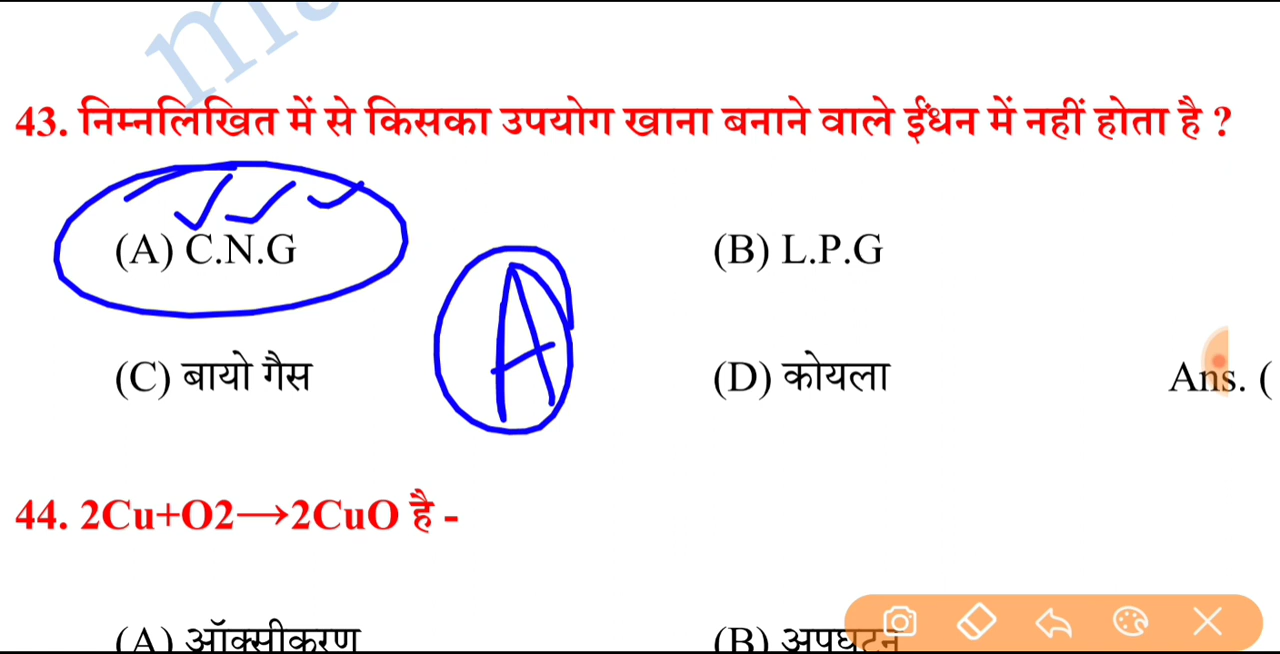 43. निम्नलिखित में से किसका उपयोग खाना बनाने वाले ईंधन में नहीं होता है ?
(A) C.N.G (B) L.P.G
A
(C) बायो गैस (D) कोयला Ans. (
44. 2Cu+O2→2CuO है -
(A) ऑक्सीकरण (B) अपघटन